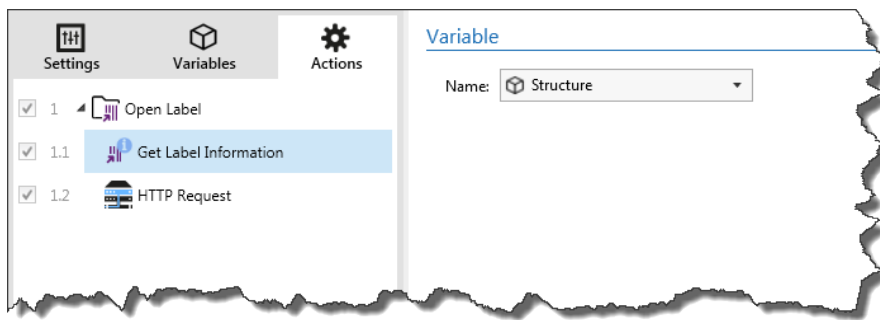 Settings
Variables
Actions
Variable
Name: Structure
1 Open Label
1.1 Get Label Information
1.2 HTTP Request